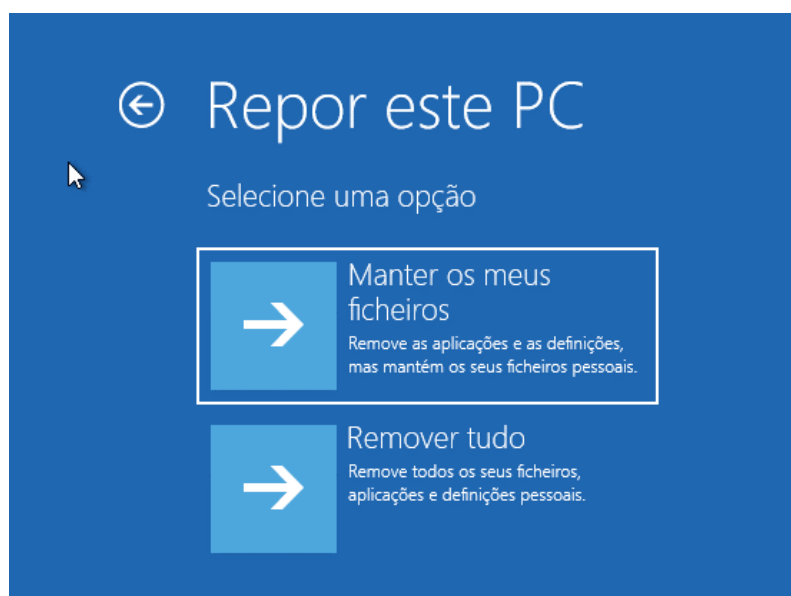 Repor este PC
Selecione uma opção
Manter os meus
ficheiros
Remove as aplicações e as definições,
mas mantém os seus ficheiros pessoais.
Remover tudo
Remove todos os seus ficheiros,
aplicações e definições pessoais.